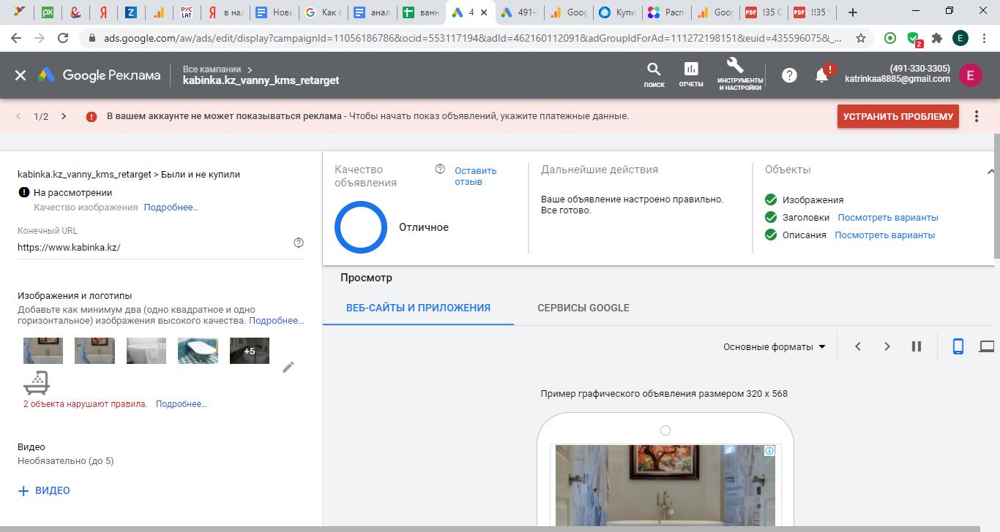 РУС
LAT
в нал
Новь
Как с
анал
ванн
49
491-3
Goog
Купи
Расп
Goog
!35 С
!!35 Ч
ads.google.com/aw/ads/edit/display?campaignId=11056186786&ocid=553117194&adId=462160112091&adGroupIdForAd=111272198151&euid=435596075&_...
2
E
Google Реклама
Все кампании
kabinka.kz_vanny_kms_retarget
ПОИСК
ОТЧЕТЫ
ИНСТРУМЕНТЫ
И НАСТРОЙКИ
(491-330-3305)
katrinkaa8885@gmail.com
E
1/2
В вашем аккаунте не может показываться реклама - Чтобы начать показ объявлений, укажите платежные данные.
УСТРАНИТЬ ПРОБЛЕМУ
kabinka.kz_vanny_kms_retarget > Были и не купили
На рассмотрении
Качество изображения Подробнее...
Конечный URL
https://www.kabinka.kz/
Изображения и логотипы
Добавьте как минимум два (одно квадратное и одно
горизонтальное) изображения высокого качества. Подробнее...
+5
2 объекта нарушают правила. Подробнее...
Видео
Необязательно (до 5)
+ ВИДЕО
Качество
объявления
Оставить
отзыв
Отличное
Дальнейшие действия
Ваше объявление настроено правильно.
Все готово.
Объекты
Изображения
Заголовки Посмотреть варианты
Описания Посмотреть варианты
Просмотр
ВЕБ-САЙТЫ И ПРИЛОЖЕНИЯ
СЕРВИСЫ GOOGLE
Основные форматы
Пример графического объявления размером 320 x 568